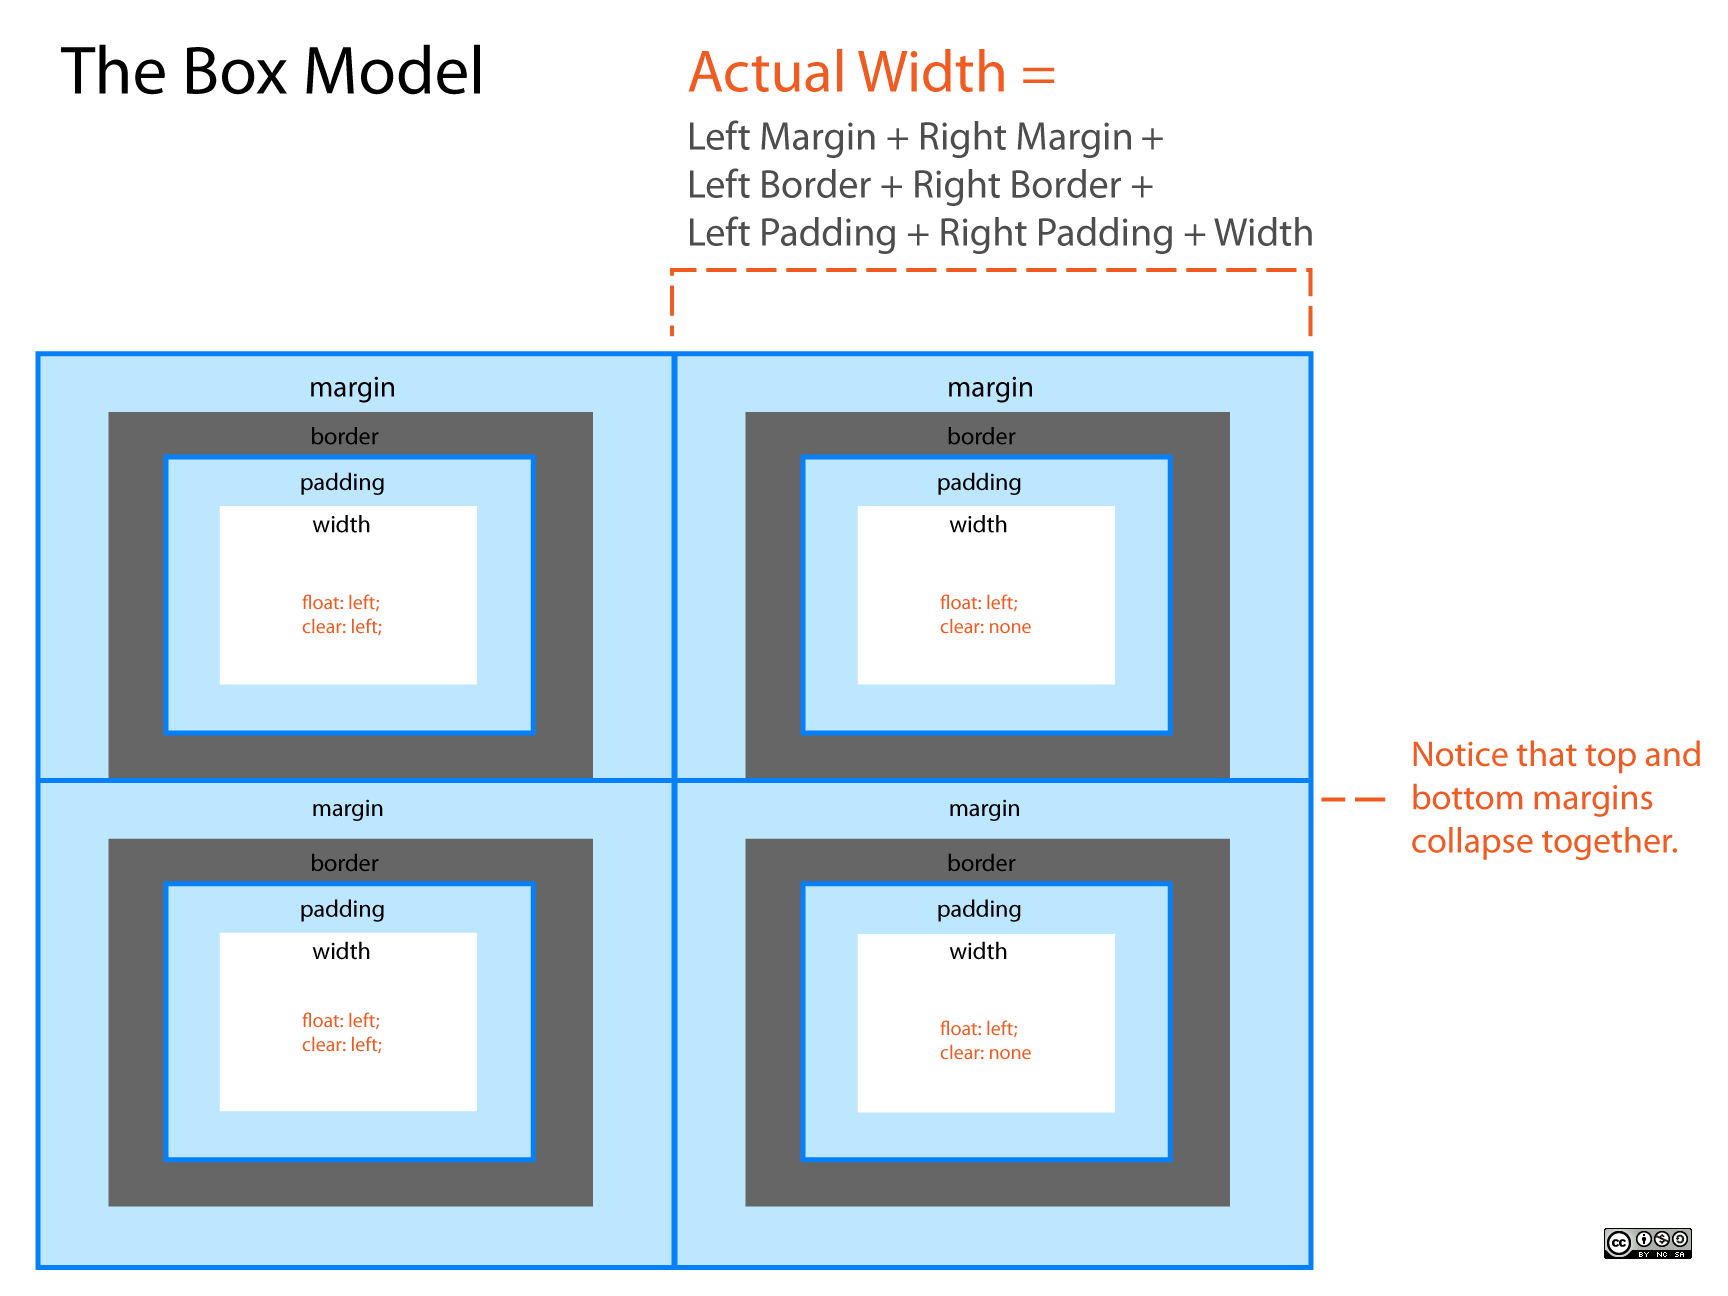 The Box Model
Actual Width =
Left Margin + Right Margin +
Left Border + Right Border +
Left Padding + Right Padding + Width
margin
border
padding
width
float: left;
clear: left;
margin
border
padding
width
float: left;
clear: none
Notice that top and
bottom margins
collapse together.
margin
border
padding
width
float: left;
clear: left;
margin
border
padding
width
float: left;
clear: none
cc
BY NC SA